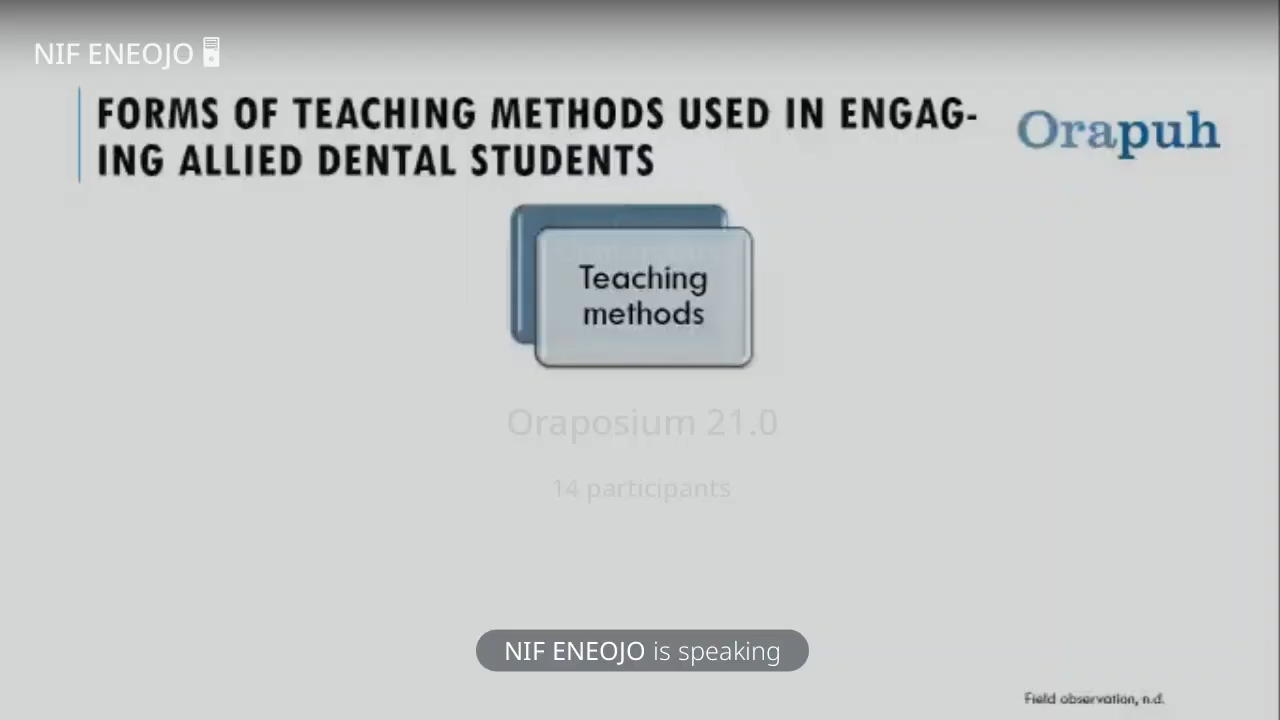 NIF ENEOJO
FORMS OF TEACHING METHODS USED IN ENGAG-
ING ALLIED DENTAL STUDENTS
Orapuh
Teaching
methods
Oraposium 21.0
14 participants
NIF ENEOJO is speaking
Field observation, n.d.